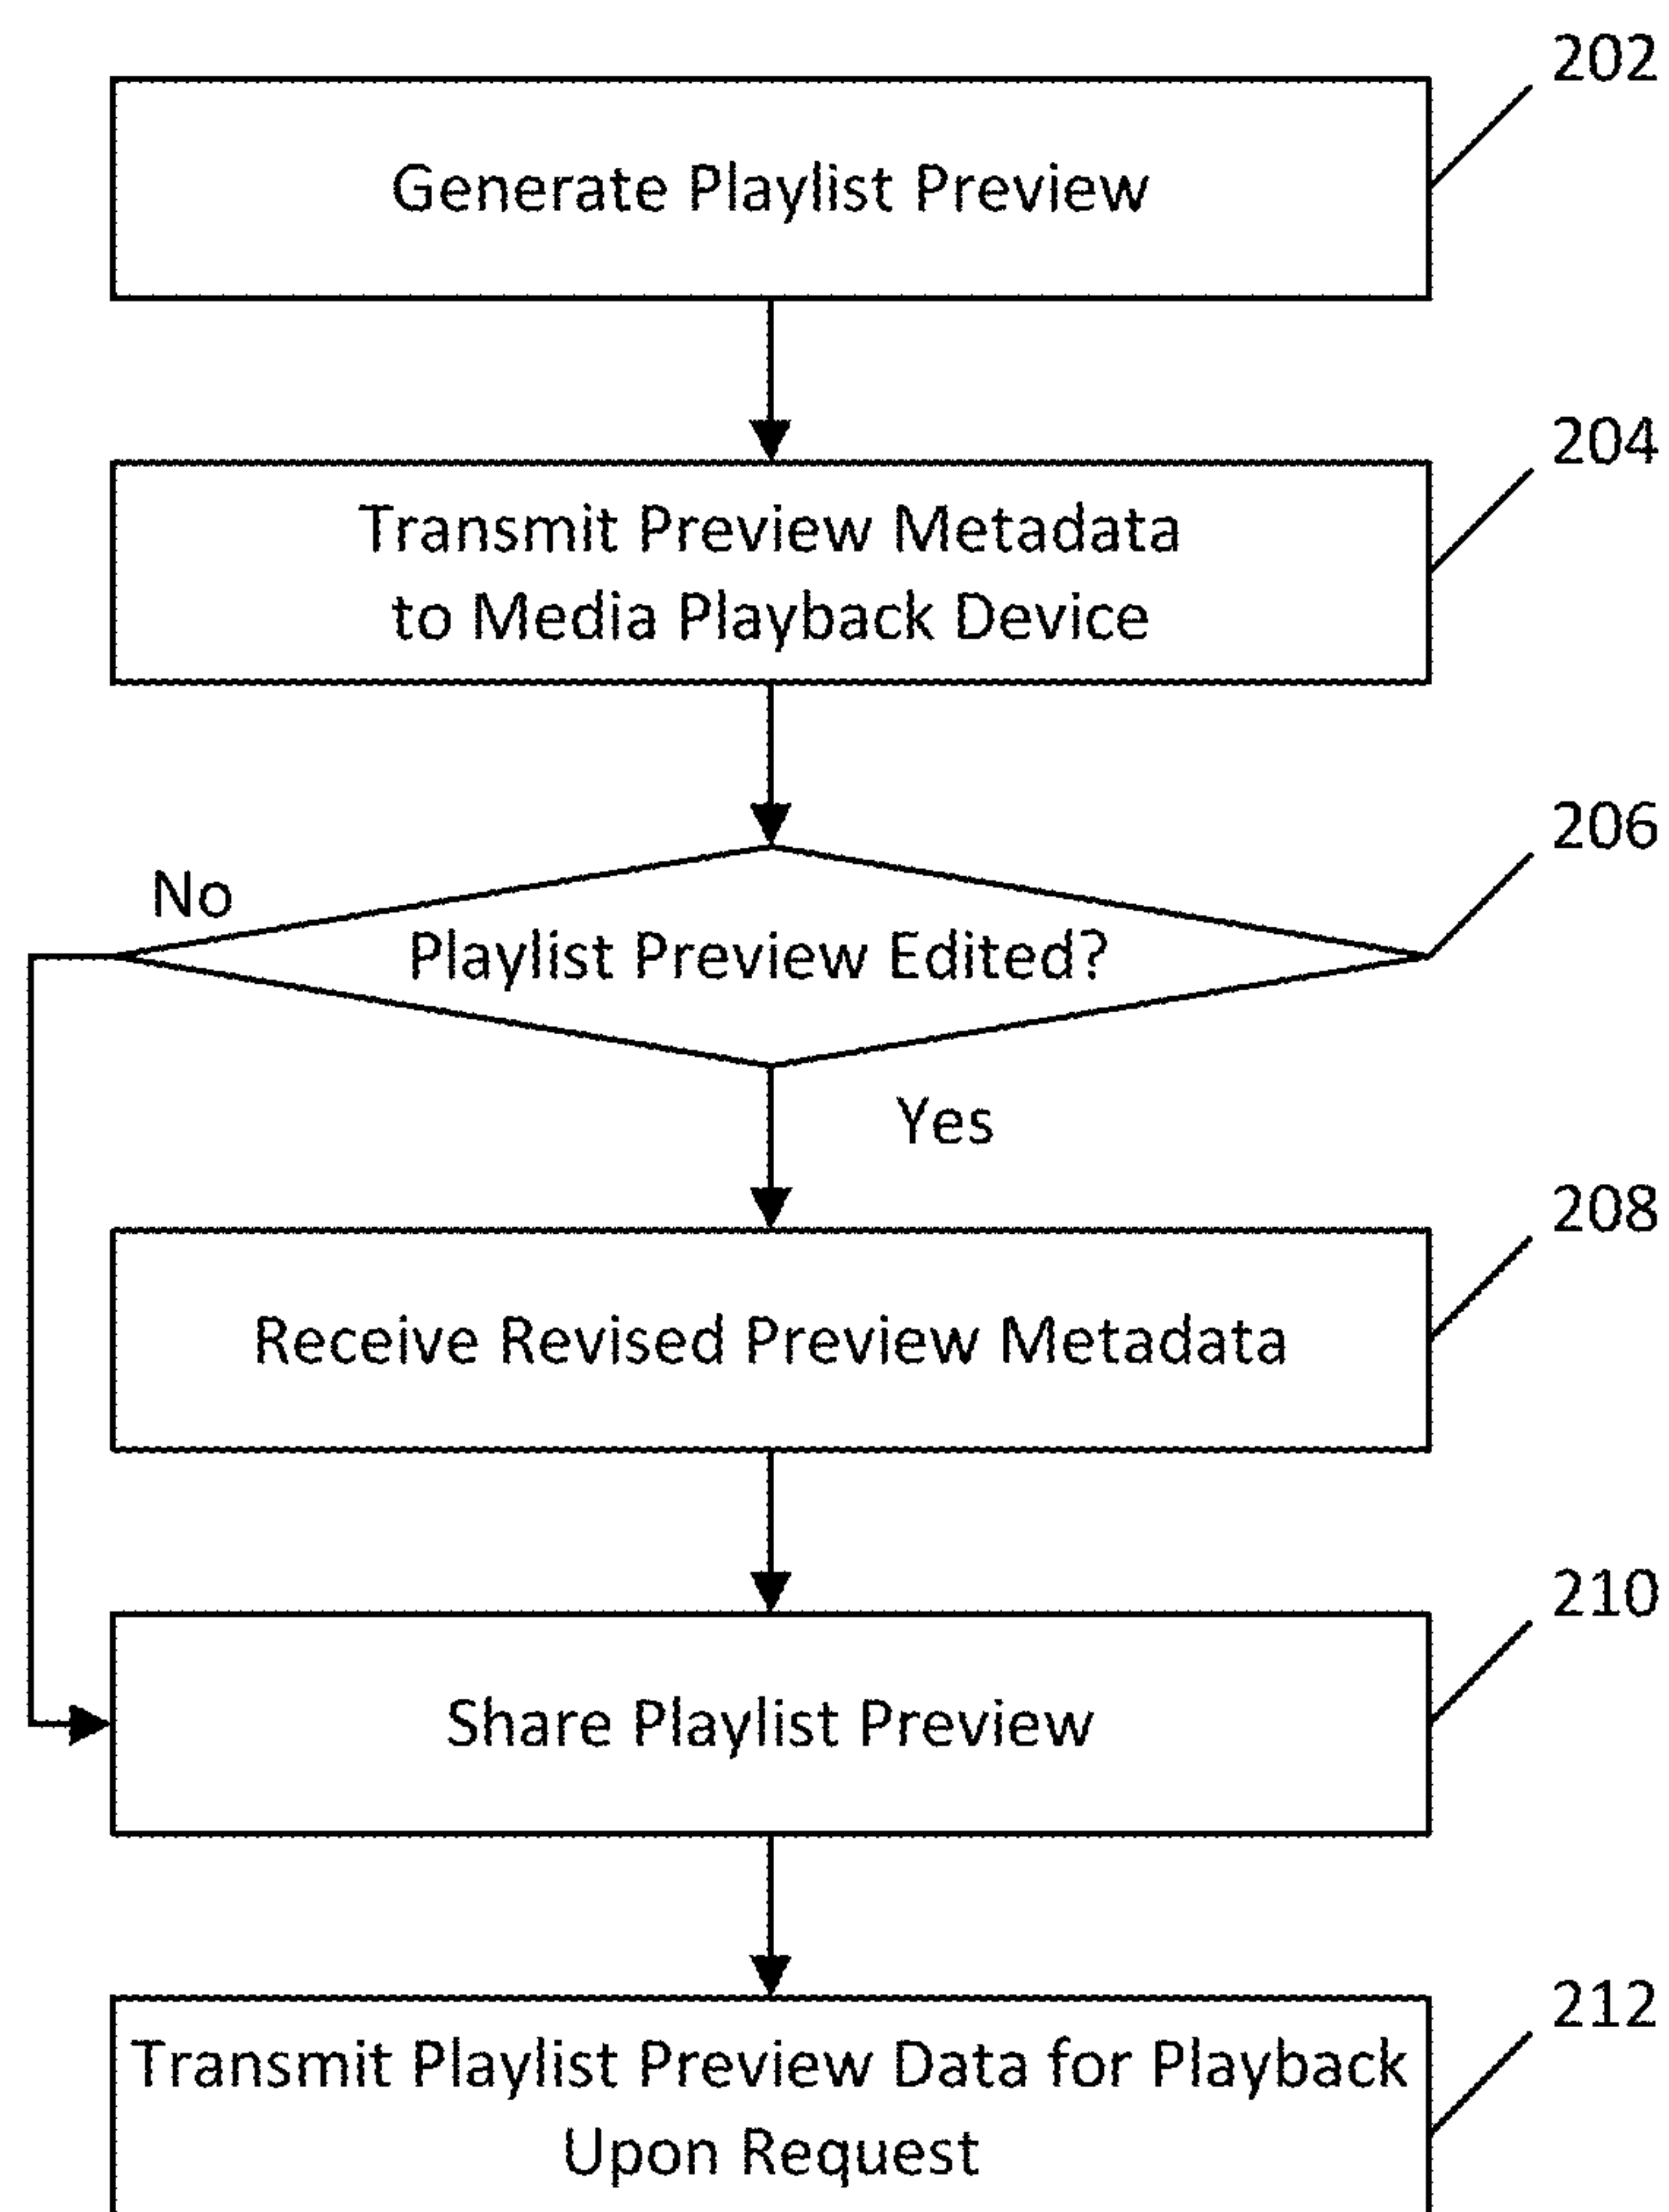 202
Generate Playlist Preview
204
Transmit Preview Metadata
to Media Playback Device
206
No
Playlist Preview Edited?
Yes
208
Receive Revised Preview Metadata
210
Share Playlist Preview
212
Transmit Playlist Preview Data for Playback
Upon Request